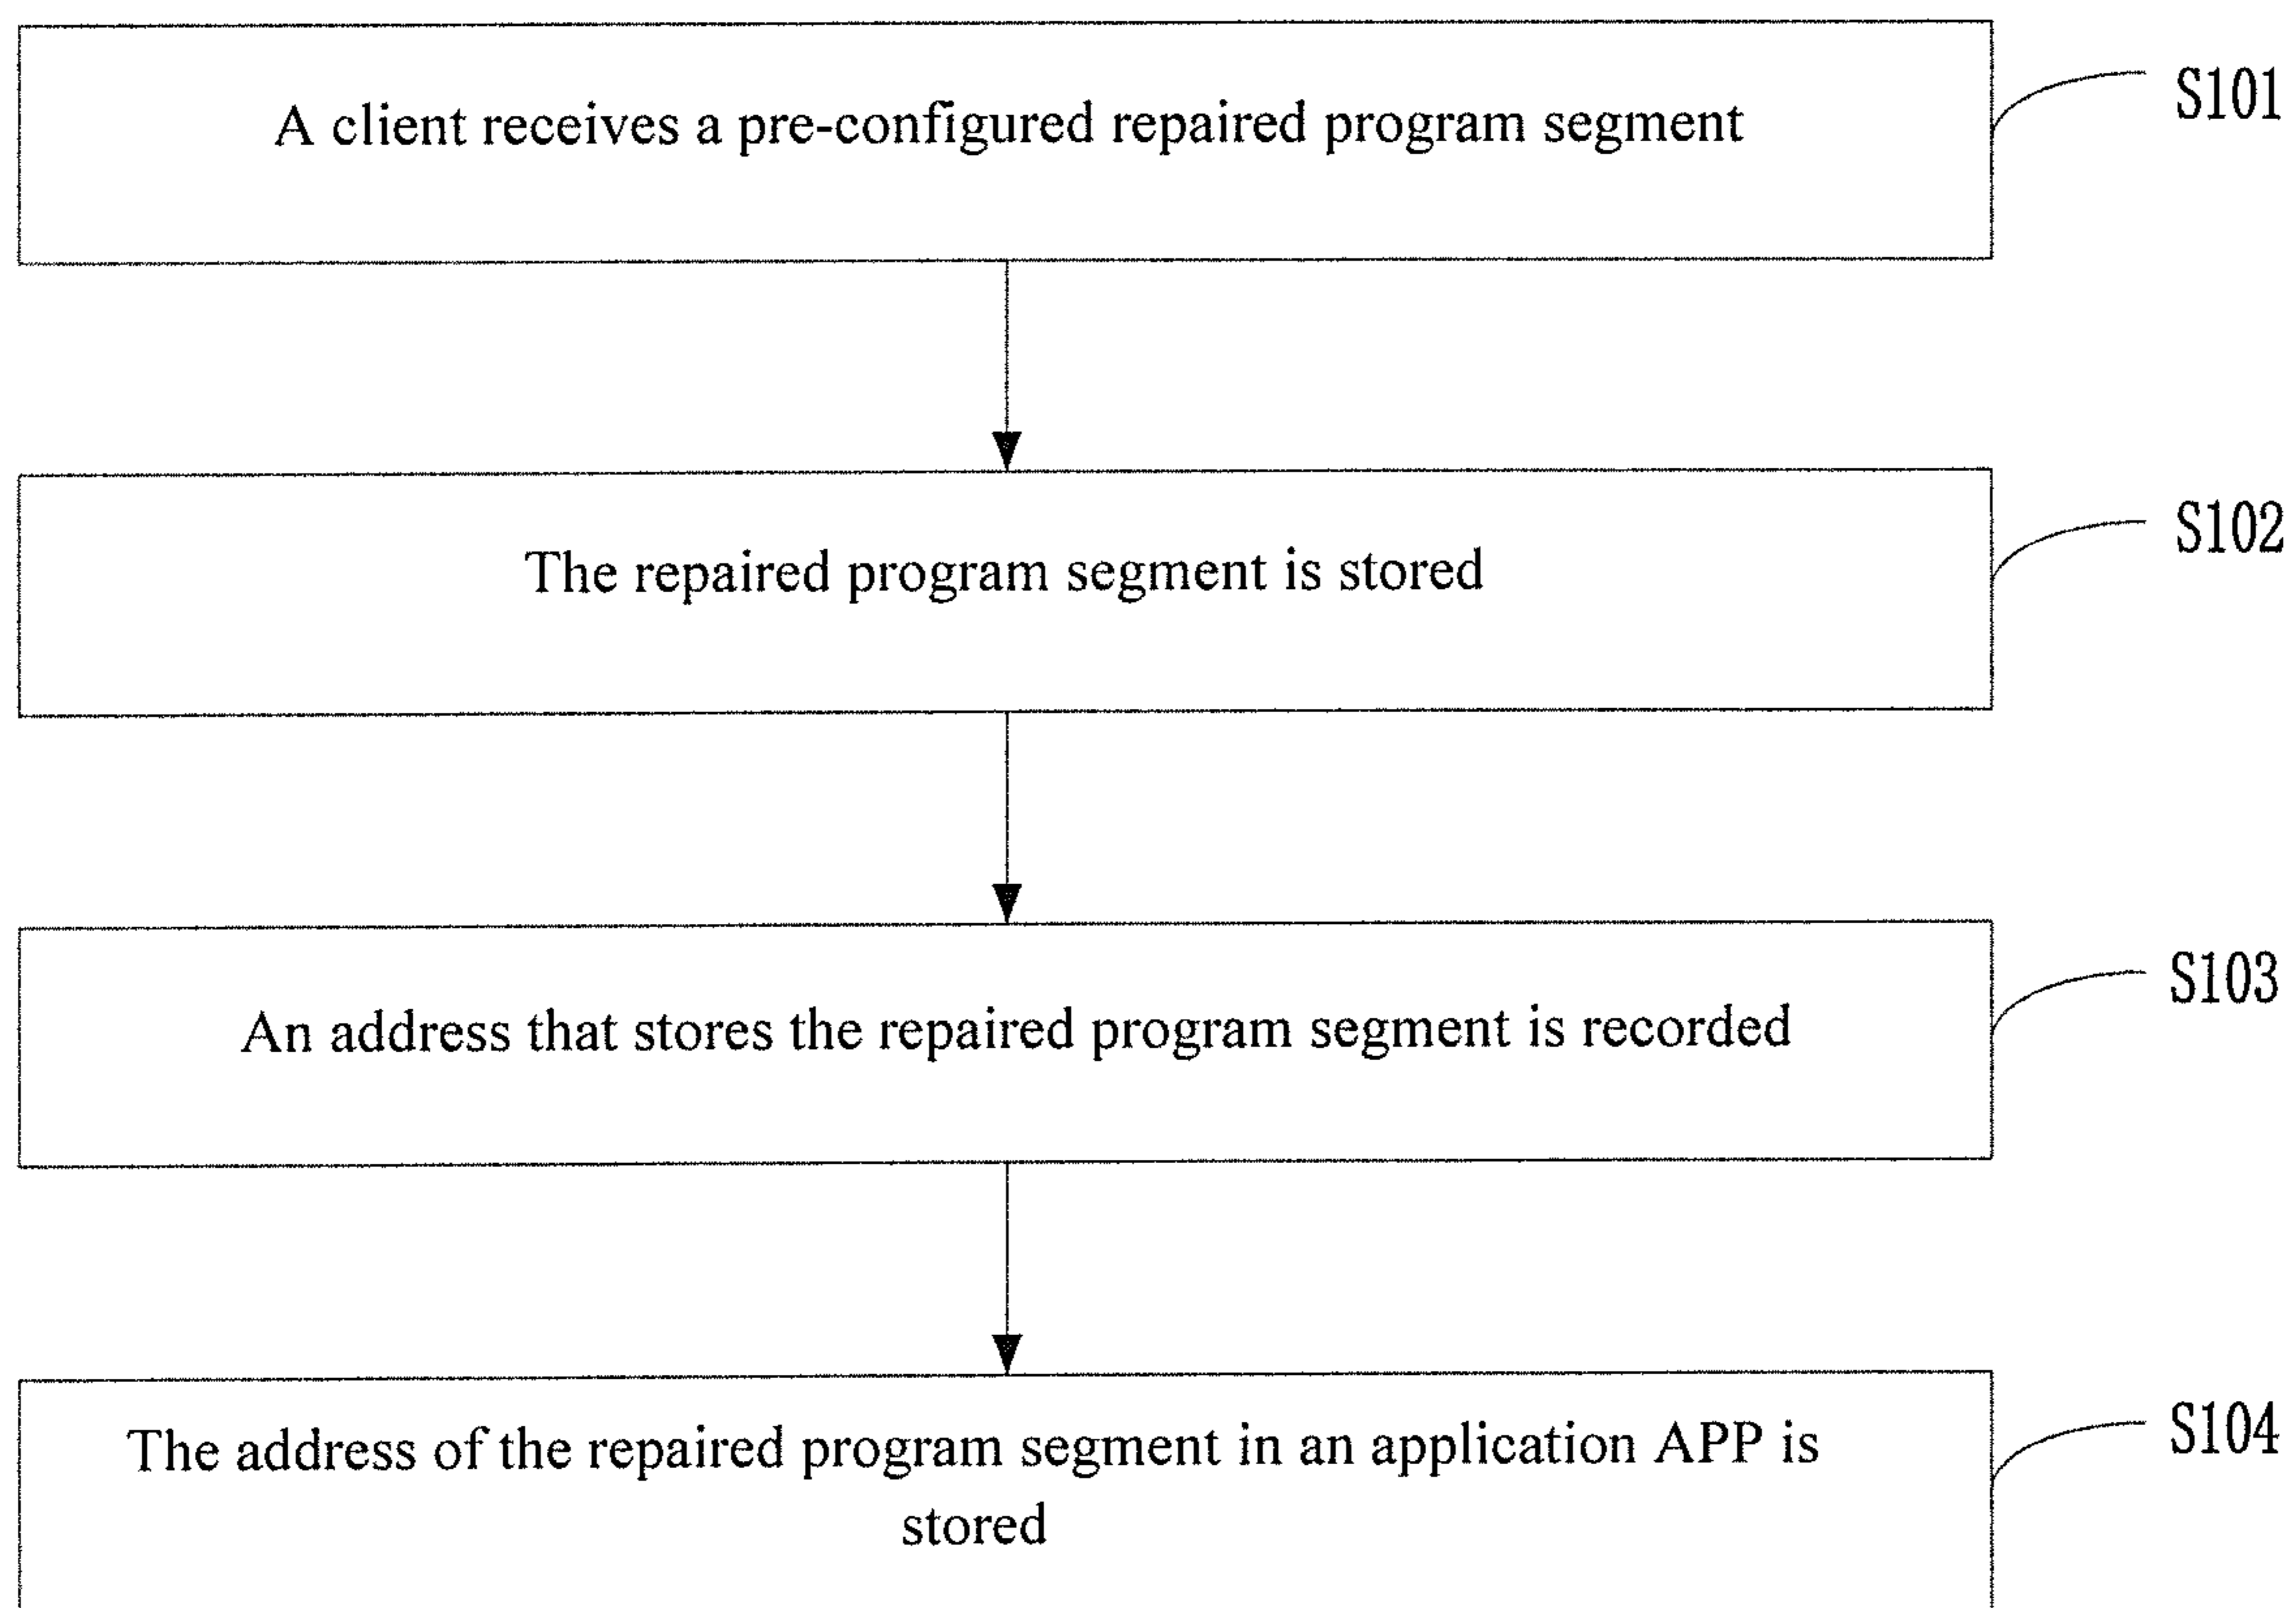 A client receives a pre-configured repaired program segment
S101
The repaired program segment is stored
S102
An address that stores the repaired program segment is recorded
S103
The address of the repaired program segment in an application APP is
stored
S104